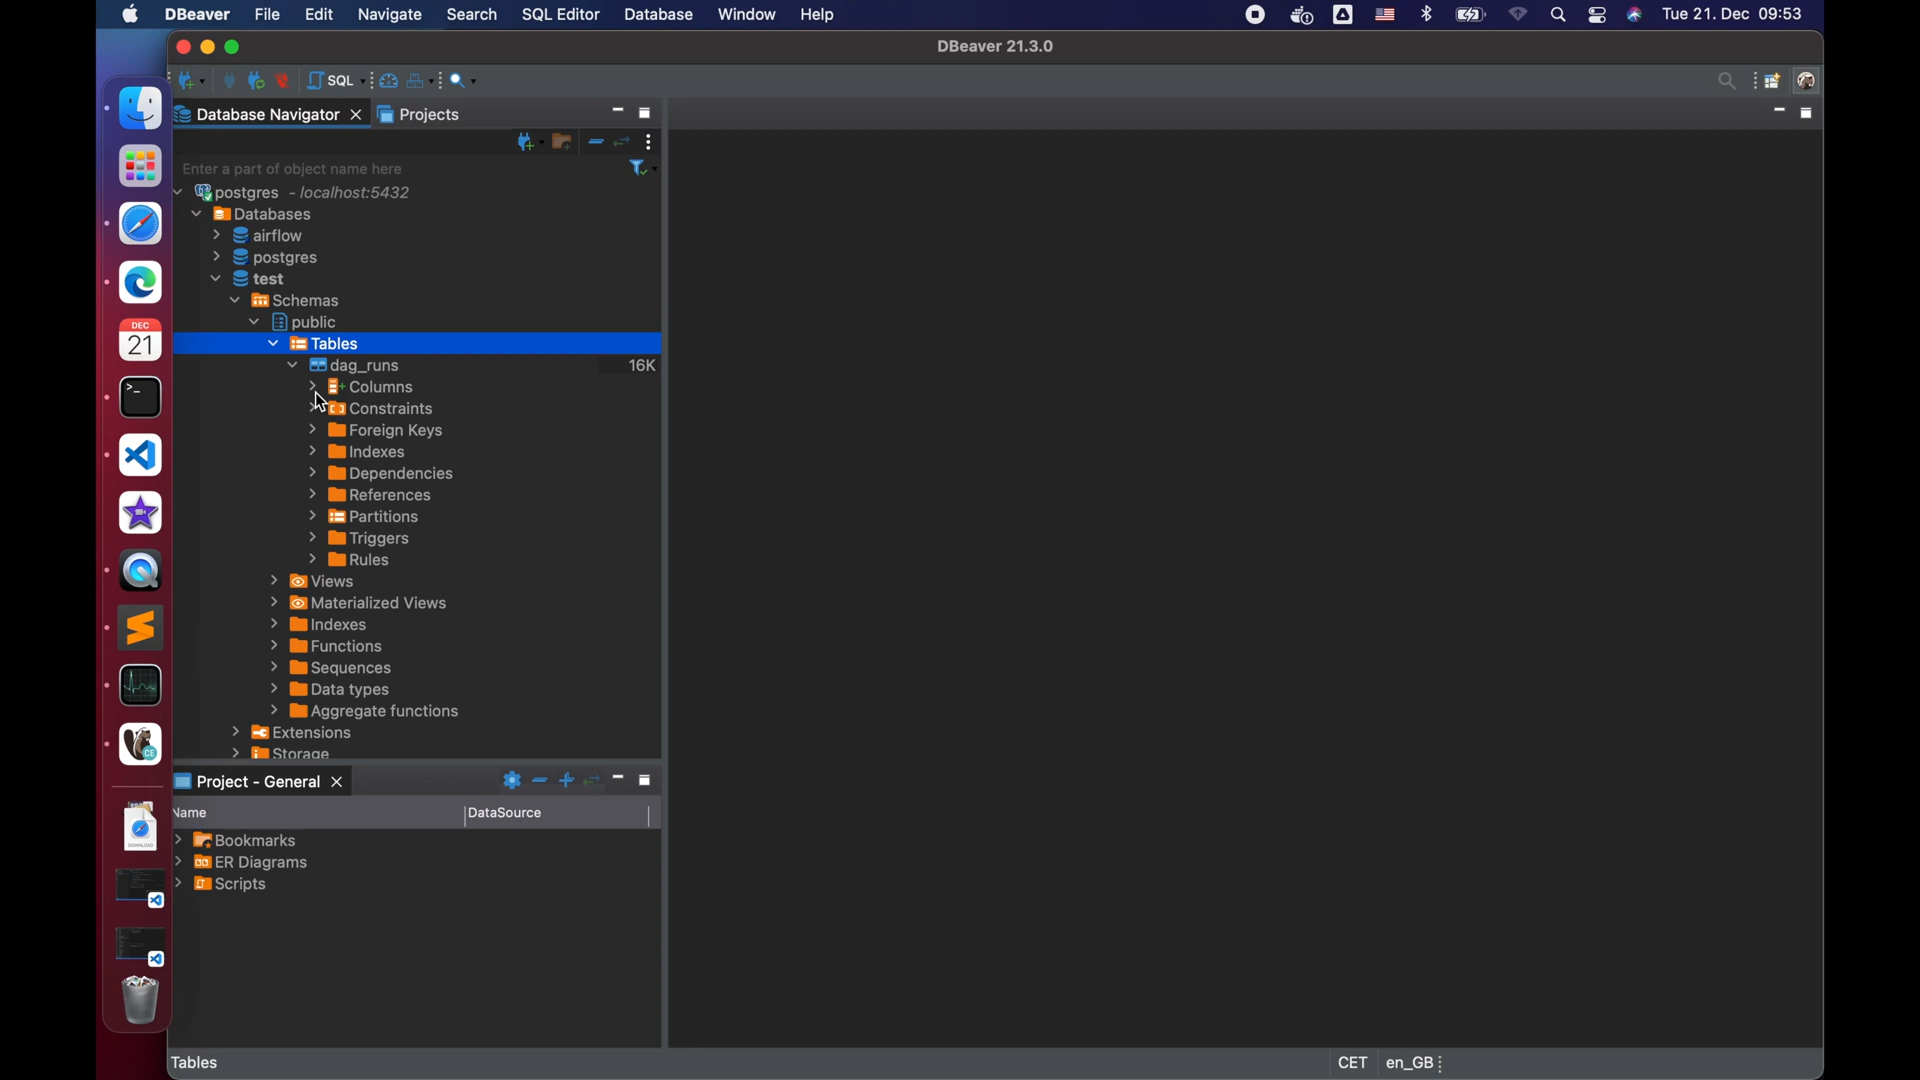 DBeaver File Edit Navigate Search SQL Editor Database Window Help Tue 21. Dec 09:53
DBeaver 21.3.0
SQL
Database Navigator Projects
Enter a part of object name here
postgres - localhost:5432
Databases
airflow
postgres
test
Schemas
public
Tables
dag_runs 16K
Columns
Constraints
Foreign Keys
Indexes
Dependencies
References
Partitions
Triggers
Rules
Views
Materialized Views
Indexes
Functions
Sequences
Data types
Aggregate functions
Extensions
Storage
Project - General
Name DataSource
Bookmarks
ER Diagrams
Scripts
Tables CET en_GB
DEC
21
CE
DOWNLOAD